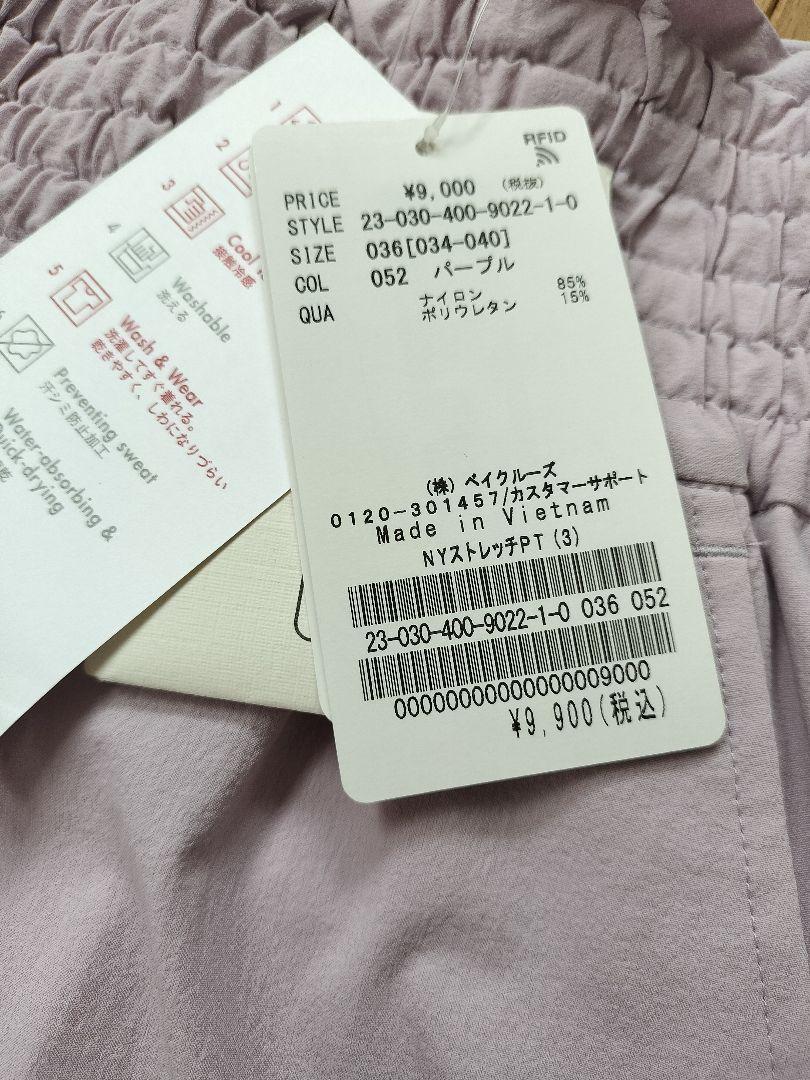 RFID
PRICE ¥9,000 (税抜)
STYLE 23-030-400-9022-1-0
SIZE 036[034-040]
COL 052 パープル
QUA ナイロン 85%
ポリウレタン 15%
(株) ベイクルーズ
0120-301457/カスタマーサポート
Made in Vietnam
NYストレッチPT (3)
23-030-400-9022-1-0 036 052
00000000000000009000
¥9,900(税込)
1
2
3
Cool
接触冷感
4
Washable
洗える
5
Wash & Wear
洗濯してすぐ着れる。
乾きやすく、しわになりづらい
Preventing sweat
汗シミ防止加工
Water-absorbing &
quick-drying